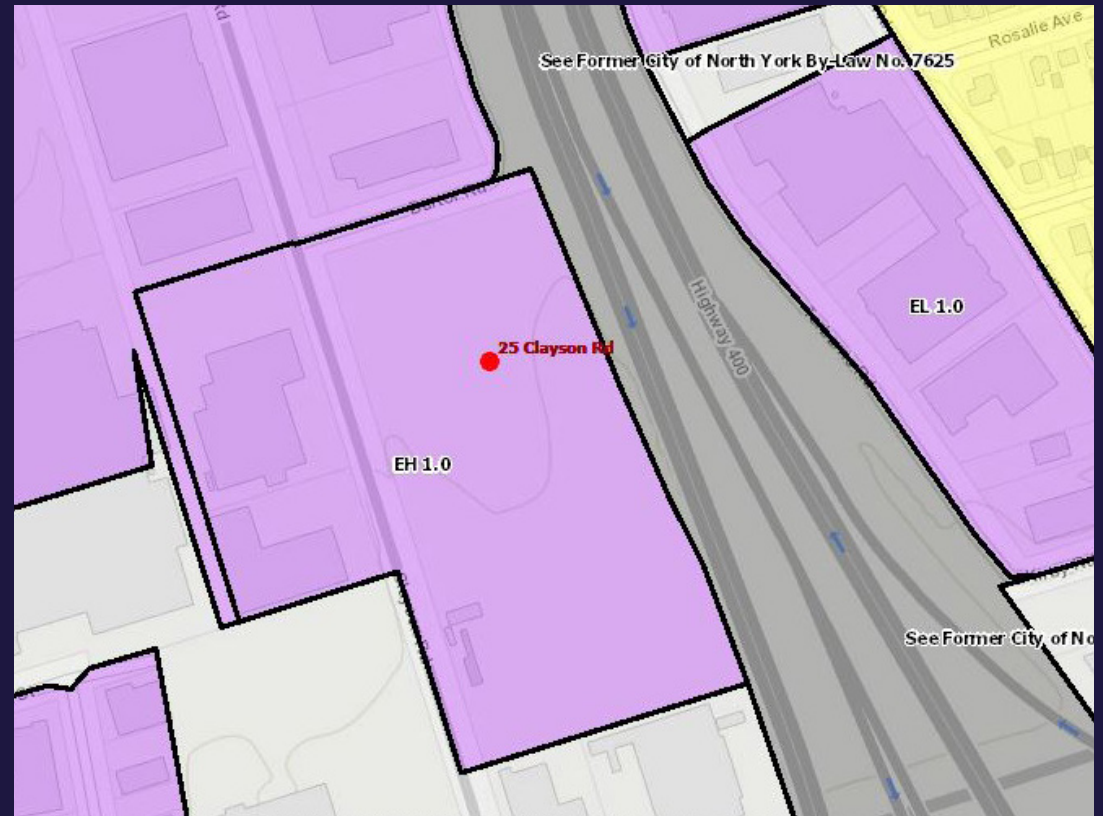 Rd
Rosalie Ave
See Former City of North York By-Law No. 7625
25 Clayson Rd
Highway 400
EL 1.0
EH 1.0
See Former City of No